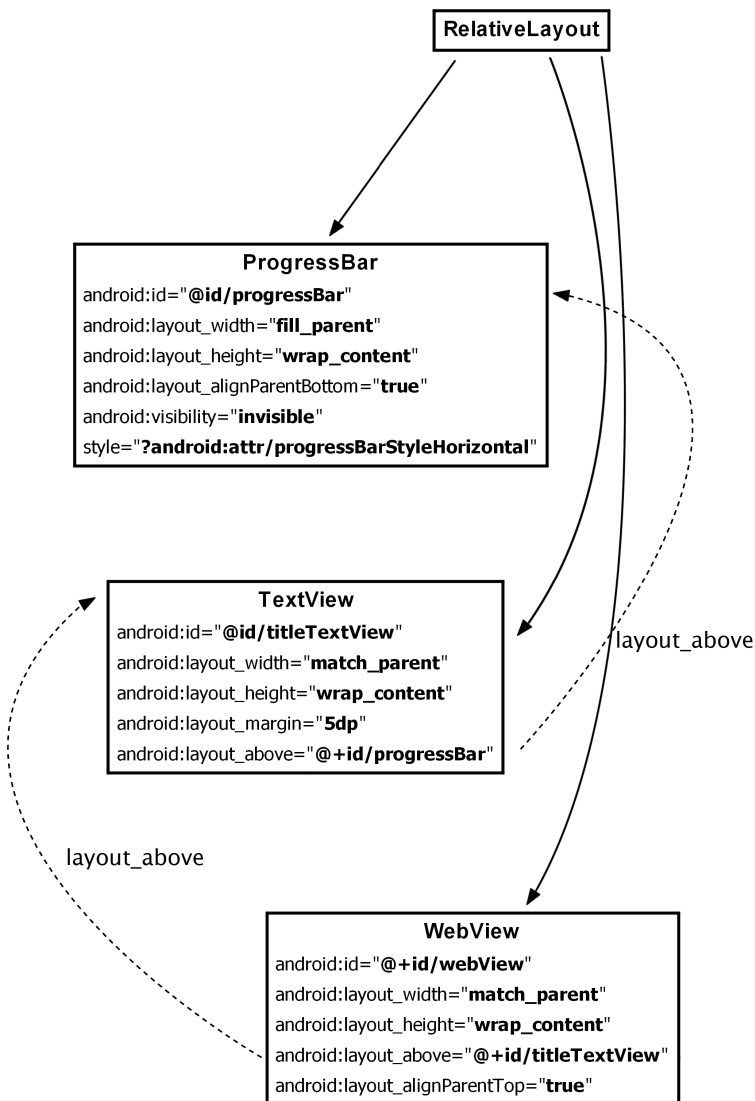 RelativeLayout
ProgressBar
android:id="@id/progressBar"
android:layout_width="fill_parent"
android:layout_height="wrap_content"
android:layout_alignParentBottom="true"
android:visibility="invisible"
style="?android:attr/progressBarStyleHorizontal"
TextView
android:id="@id/titleTextView"
android:layout_width="match_parent"
android:layout_height="wrap_content"
android:layout_margin="5dp"
android:layout_above="@+id/progressBar"
layout_above
layout_above
WebView
android:id="@+id/webView"
android:layout_width="match_parent"
android:layout_height="wrap_content"
android:layout_above="@+id/titleTextView"
android:layout_alignParentTop="true"